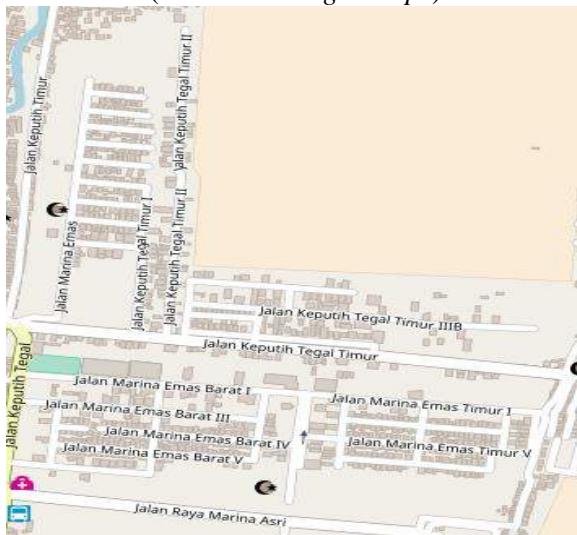 Jalan Keputih Tegal Timur II
Jalan Keputih Timur
Jalan Marina Emas
Jalan Keputih Tegal Timur I
Jalan Keputih Tegal Timur II
Jalan Keputih Tegal Timur IIIB
Jalan Keputih Tegal Timur
Jalan Keputih Tegal
Jalan Marina Emas Barat I
Jalan Marina Emas Timur I
Jalan Marina Emas Barat III
Jalan Marina Emas Barat IV
Jalan Marina Emas Timur V
Jalan Marina Emas Barat V
Jalan Raya Marina Asri